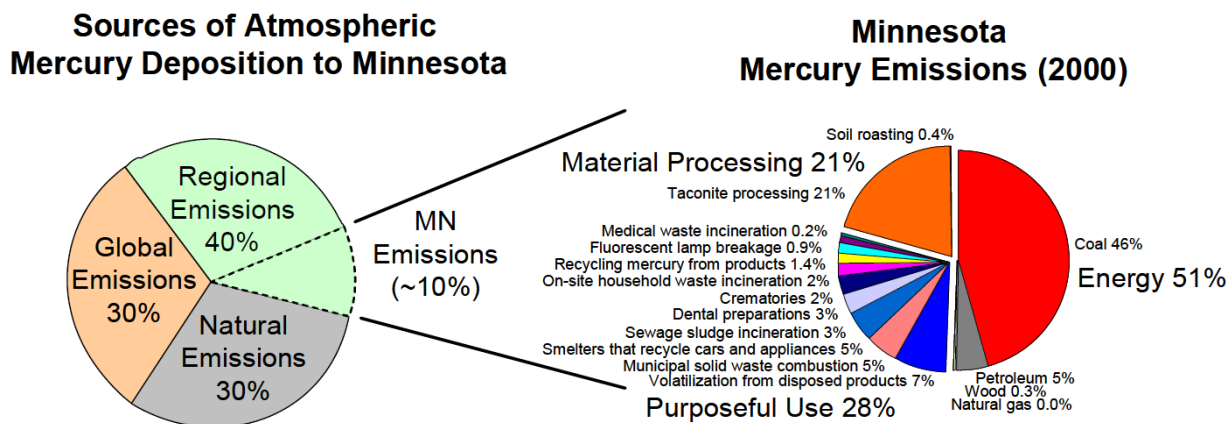 Sources of Atmospheric
Mercury Deposition to Minnesota
Regional
Emissions
40%
Global
Emissions
30%
Natural
Emissions
30%
MN
Emissions
(~10%)
Minnesota
Mercury Emissions (2000)
Soil roasting 0.4%
Material Processing 21%
Taconite processing 21%
Medical waste incineration 0.2%
Fluorescent lamp breakage 0.9%
Recycling mercury from products 1.4%
On-site household waste incineration 2%
Crematories 2%
Dental preparations 3%
Sewage sludge incineration 3%
Smelters that recycle cars and appliances 5%
Municipal solid waste combustion 5%
Volatilization from disposed products 7%
Purposeful Use 28%
Coal 46%
Energy 51%
Petroleum 5%
Wood 0.3%
Natural gas 0.0%